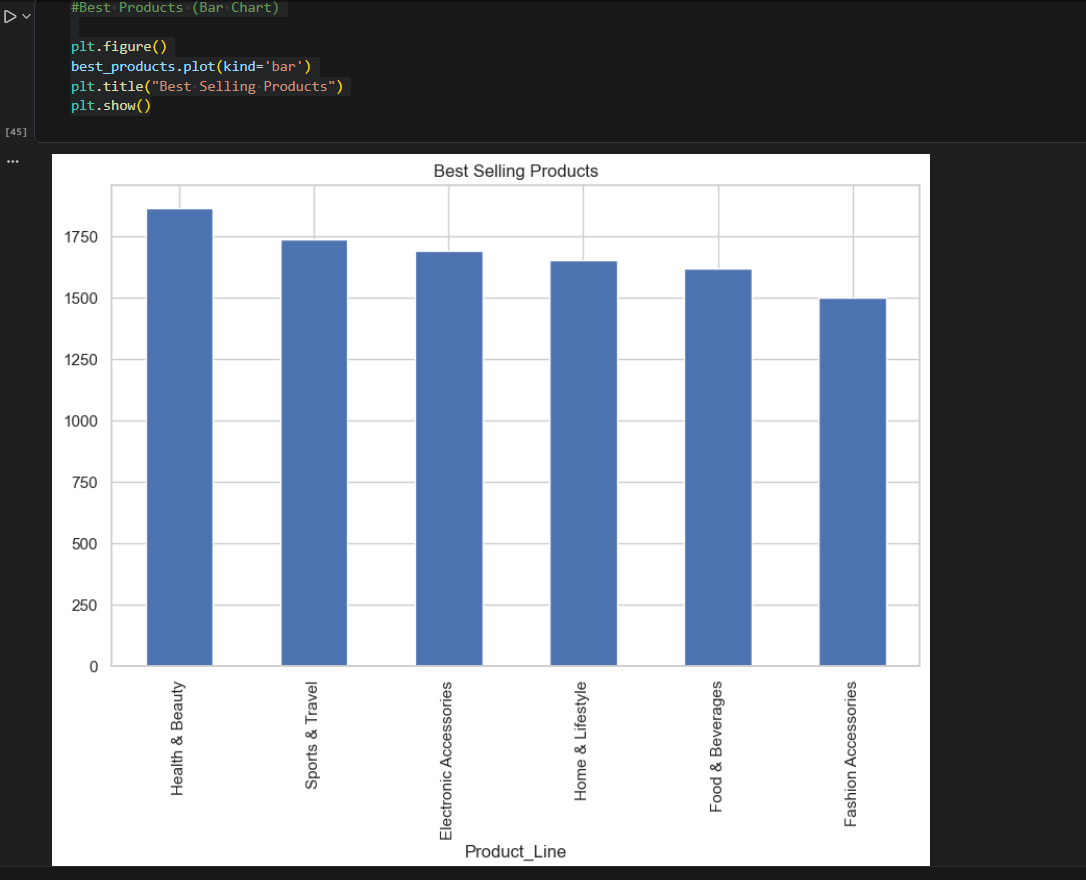 #Best Products (Bar Chart)
plt.figure()
best_products.plot(kind='bar')
plt.title("Best Selling Products")
plt.show()
[45]
...
Best Selling Products
1750
1500
1250
1000
750
500
250
0
Health & Beauty
Sports & Travel
Electronic Accessories
Home & Lifestyle
Food & Beverages
Fashion Accessories
Product_Line